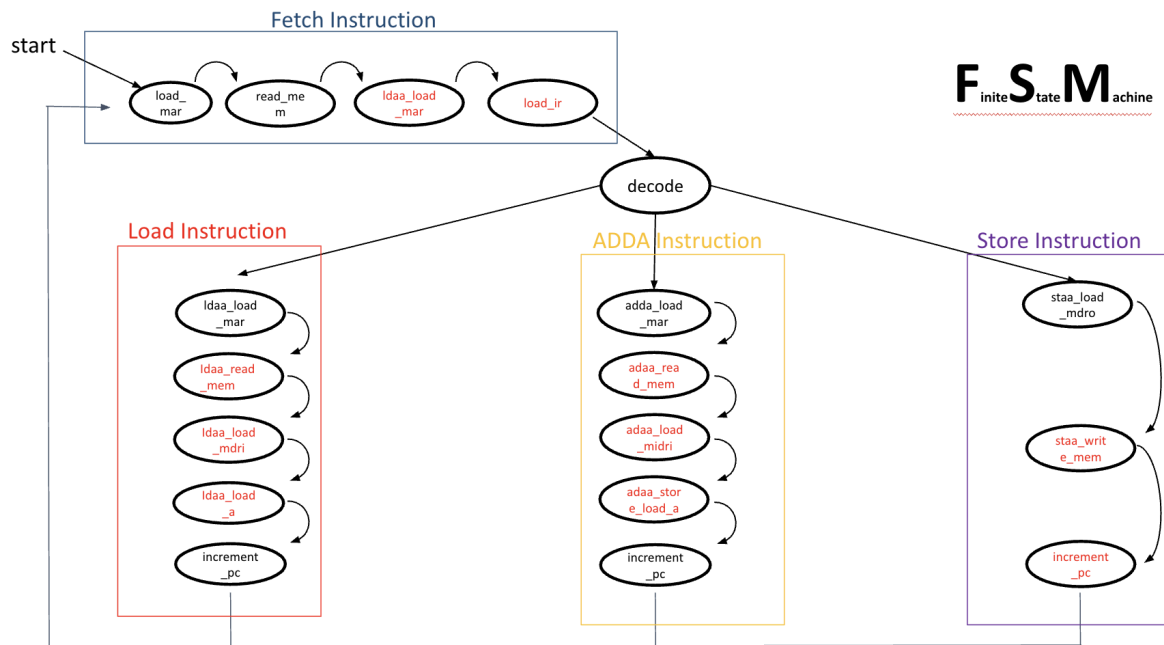 Fetch Instruction
start
load_
mar
read_me
m
ldaa_load
_mar
load_ir
FiniteStateMachine
decode
Load Instruction
ADDA Instruction
Store Instruction
ldaa_load
_mar
ldaa_read
_mem
ldaa_load
_mdri
ldaa_load
_a
increment
_pc
adda_load
_mar
adaa_rea
d_mem
adaa_load
_midri
adaa_stor
e_load_a
increment
_pc
staa_load
_mdro
staa_writ
e_mem
increment
_pc